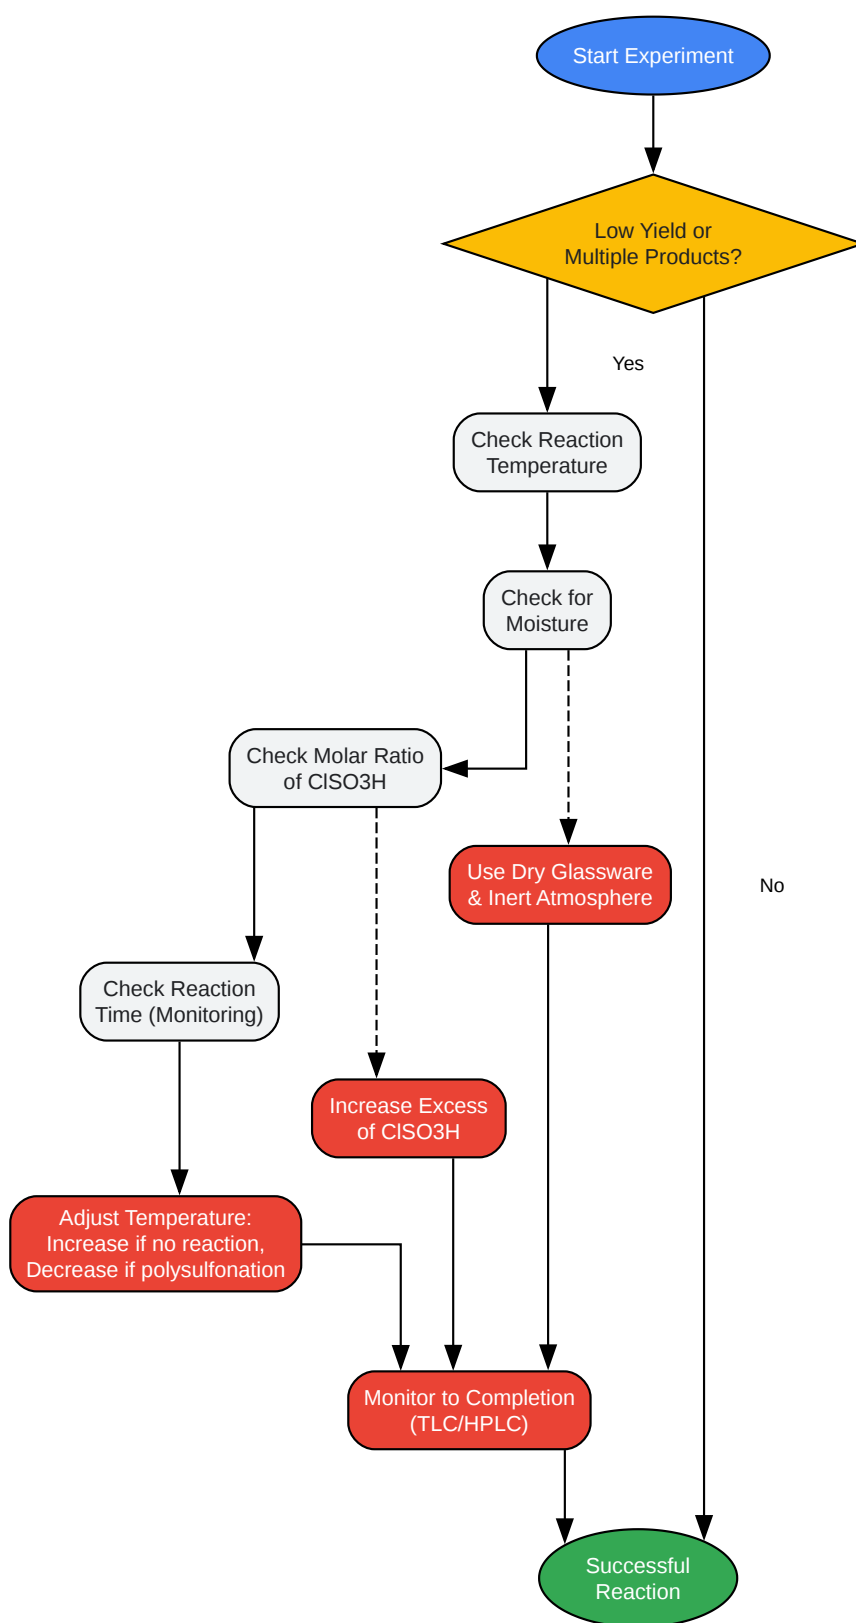 Start Experiment
Low Yield or
Multiple Products?
Yes
Check Reaction
Temperature
Check for
Moisture
Check Molar Ratio
of ClSO3H
Use Dry Glassware
& Inert Atmosphere
No
Check Reaction
Time (Monitoring)
Increase Excess
of ClSO3H
Adjust Temperature:
Increase if no reaction,
Decrease if polysulfonation
Monitor to Completion
(TLC/HPLC)
Successful
Reaction